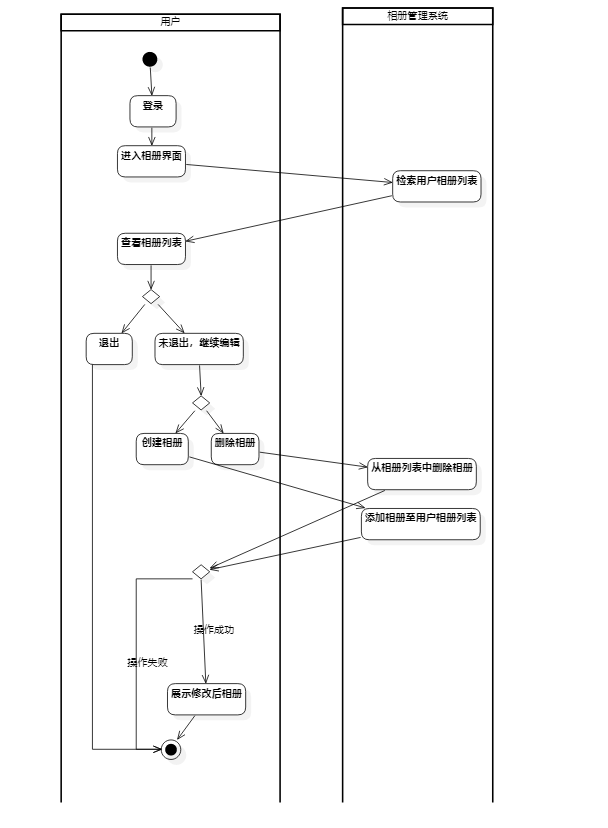 用户
相册管理系统
登录
进入相册界面
检索用户相册列表
查看相册列表
退出
未退出，继续编辑
创建相册
删除相册
从相册列表中删除相册
添加相册至用户相册列表
操作成功
操作失败
展示修改后相册